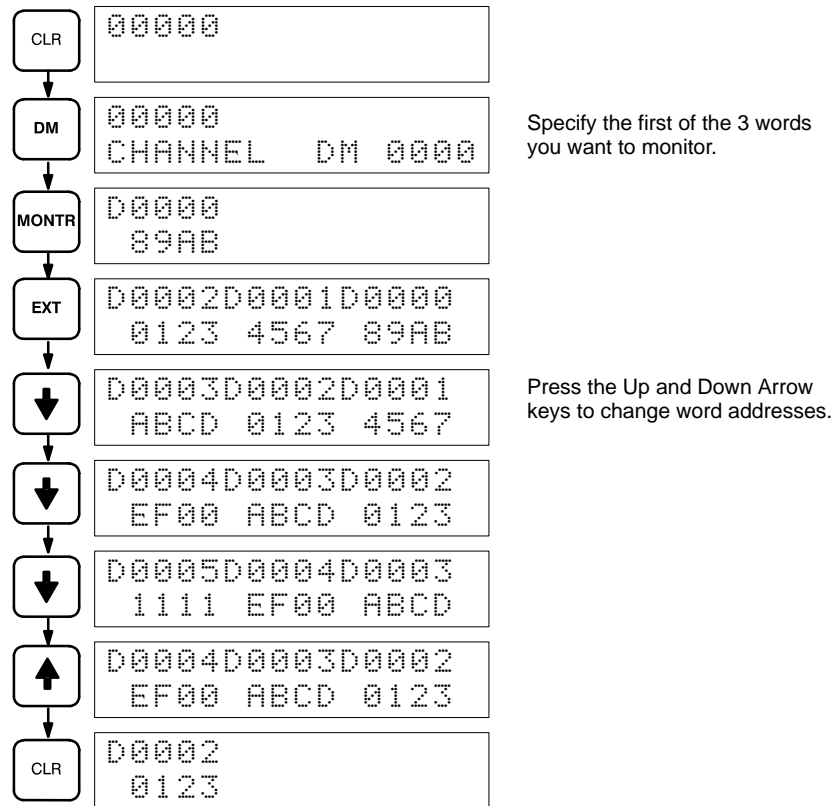 CLR
00000
DM
00000
CHANNEL DM 0000
Specify the first of the 3 words
you want to monitor.
MONTR
D0000
89AB
EXT
D0002D0001D0000
0123 4567 89AB
D0003D0002D0001
ABCD 0123 4567
Press the Up and Down Arrow
keys to change word addresses.
D0004D0003D0002
EF00 ABCD 0123
D0005D0004D0003
1111 EF00 ABCD
D0004D0003D0002
EF00 ABCD 0123
CLR
D0002
0123